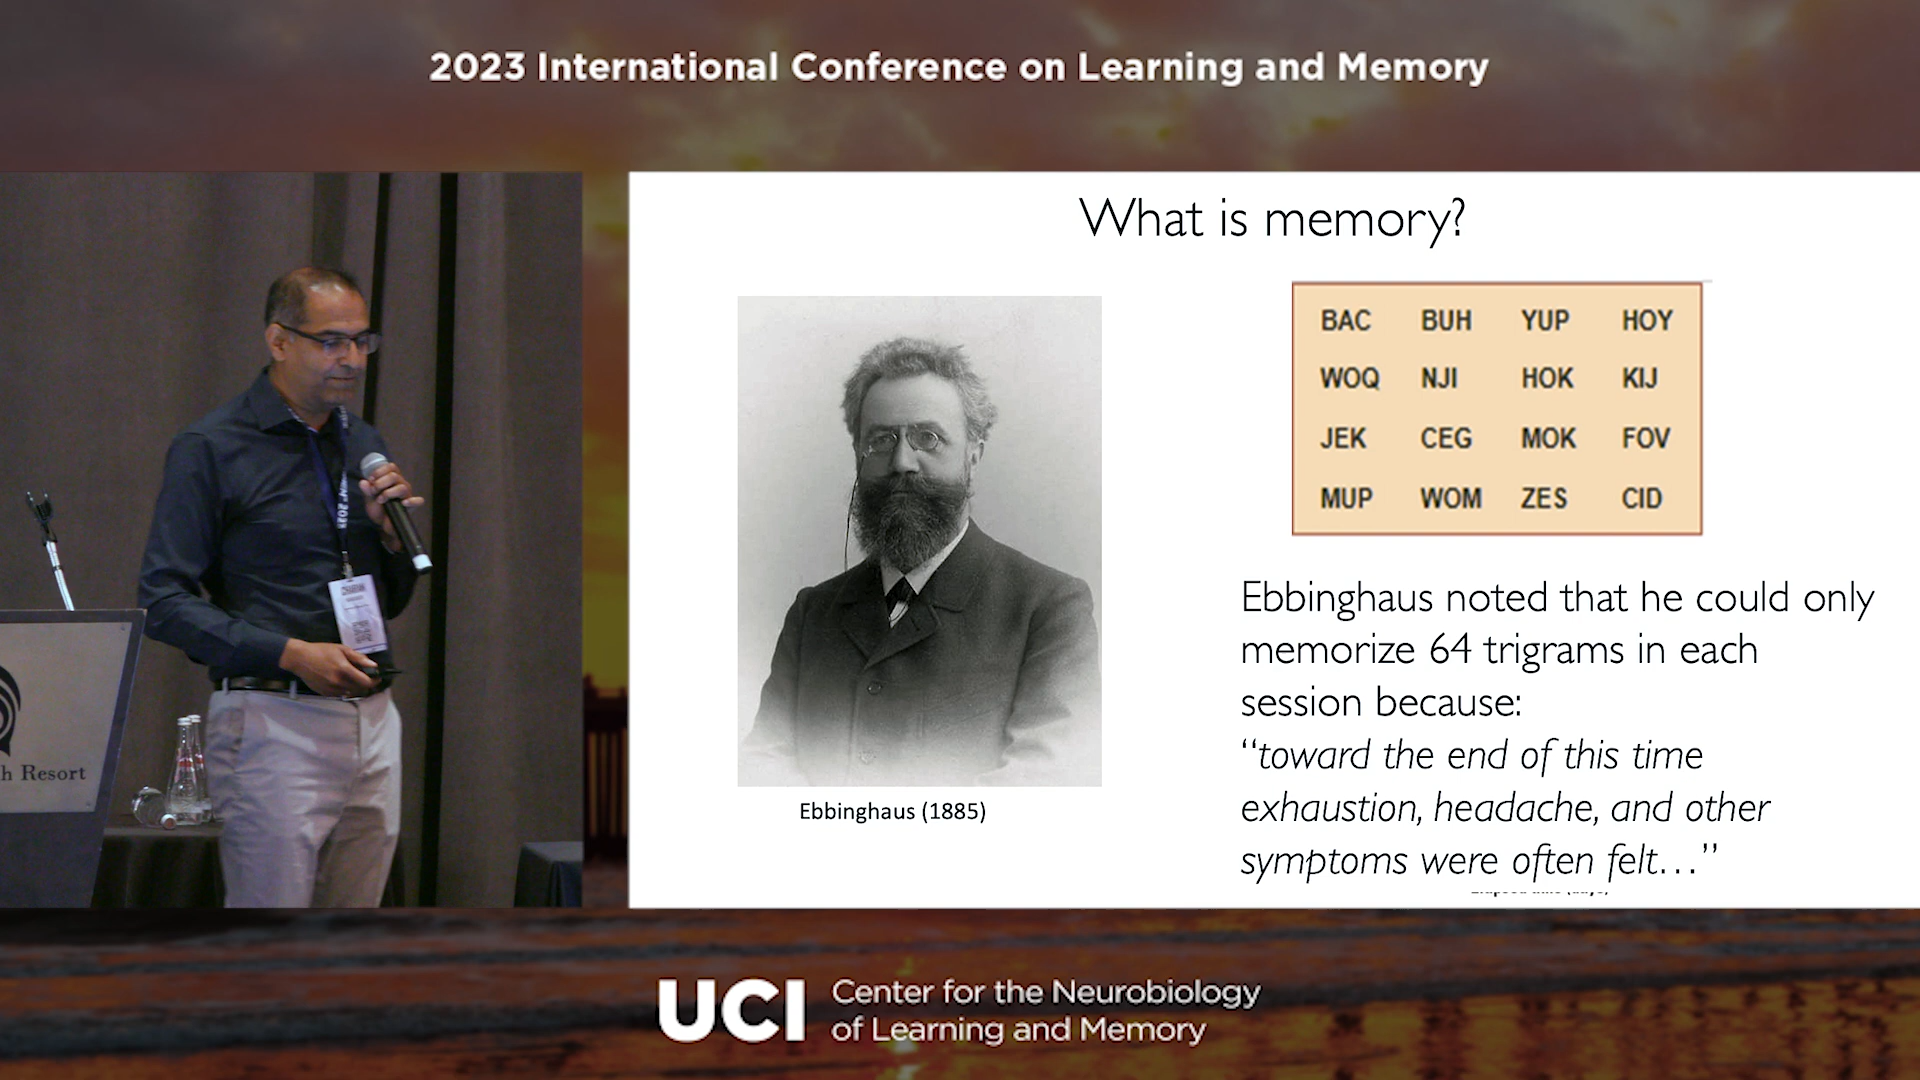 2023 International Conference on Learning and Memory
What is memory?
BAC BUH YUP HOY
WOQ NJI HOK KIJ
JEK CEG MOK FOV
MUP WOM ZES CID
Ebbinghaus noted that he could only
memorize 64 trigrams in each
session because:
“toward the end of this time
exhaustion, headache, and other
symptoms were often felt…”
Ebbinghaus (1885)
h Resort
UCI
Center for the Neurobiology
of Learning and Memory